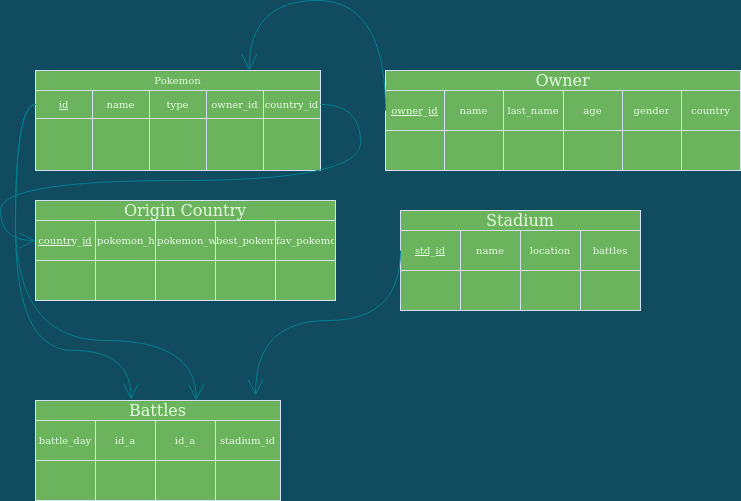 Pokemon
id name type owner_id country_id
Owner
owner_id name last_name age gender country
Origin Country
country_id pokemon_h pokemon_w best_pokem fav_pokemo
Stadium
std_id name location battles
Battles
battle_day id_a id_a stadium_id